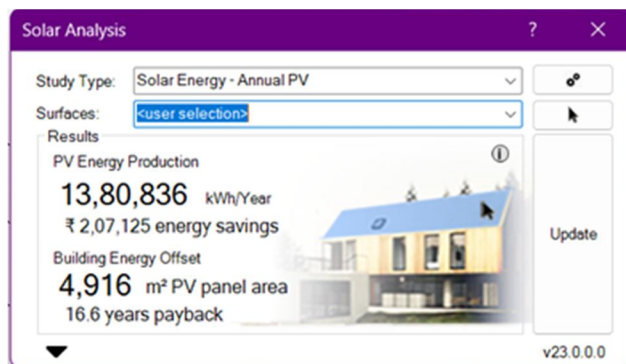 Solar Analysis ? ×
Study Type: Solar Energy - Annual PV
Surfaces: <user selection>
Results
PV Energy Production
13,80,836 kWh/Year
₹ 2,07,125 energy savings
Building Energy Offset
4,916 m² PV panel area
16.6 years payback
Update
v23.0.0.0